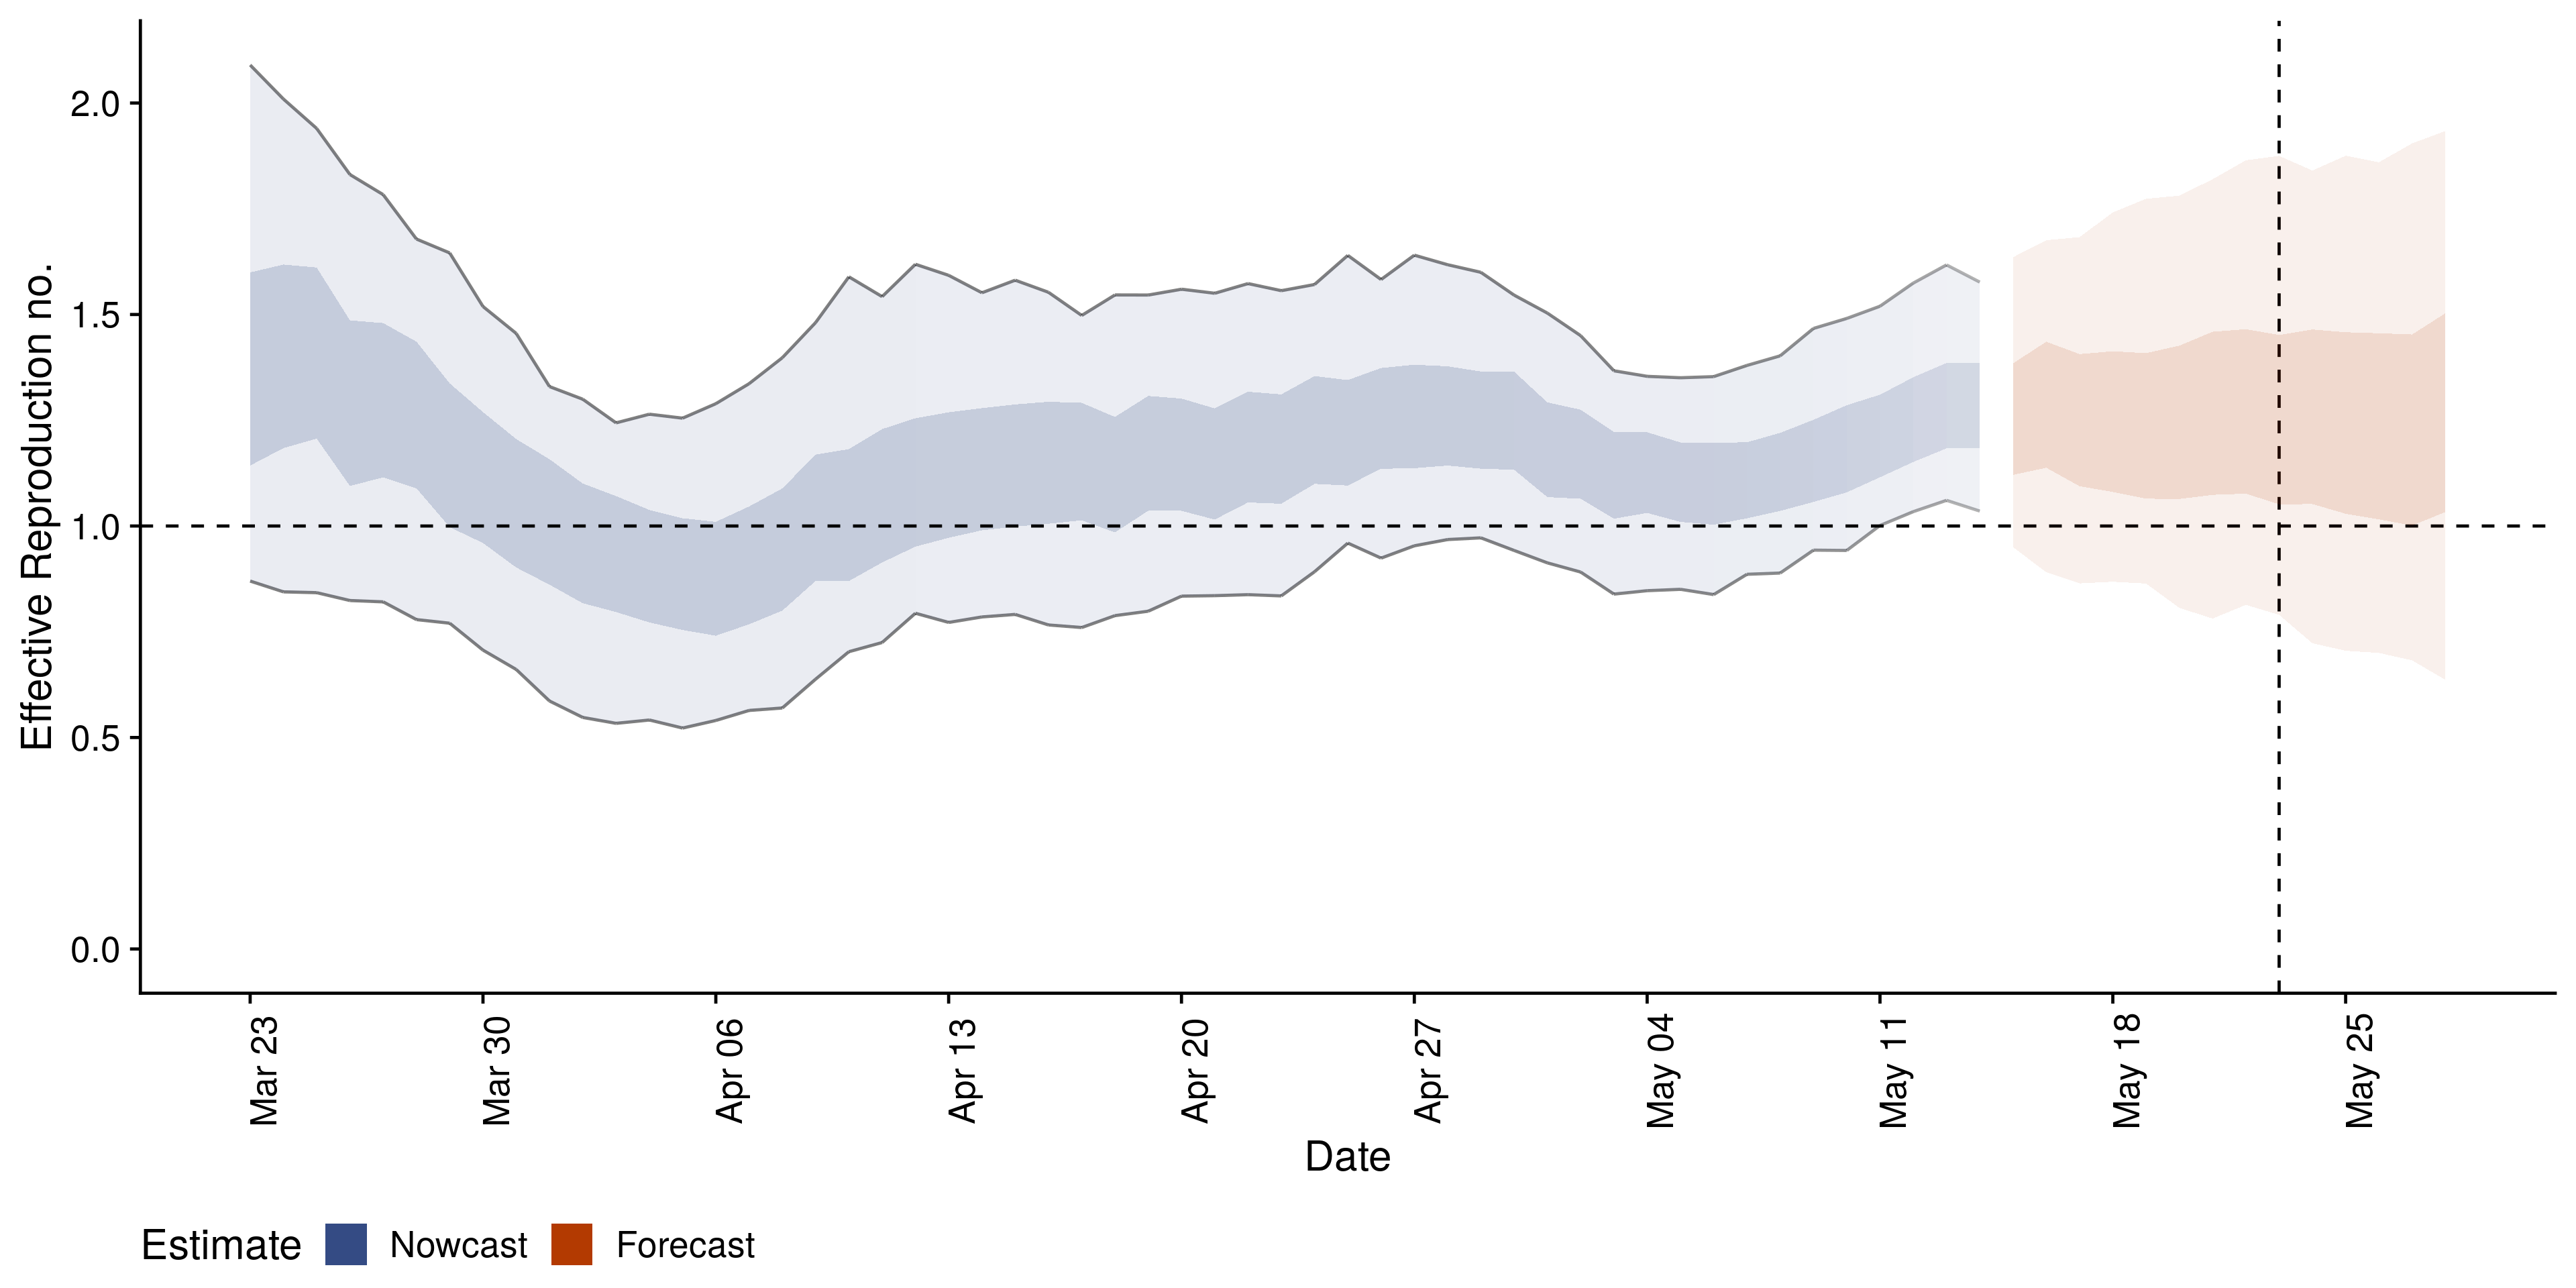 Effective Reproduction no.
2.0
1.5
1.0
0.5
0.0
Mar 23
Mar 30
Apr 06
Apr 13
Apr 20
Apr 27
May 04
May 11
May 18
May 25
Date
Estimate Nowcast Forecast